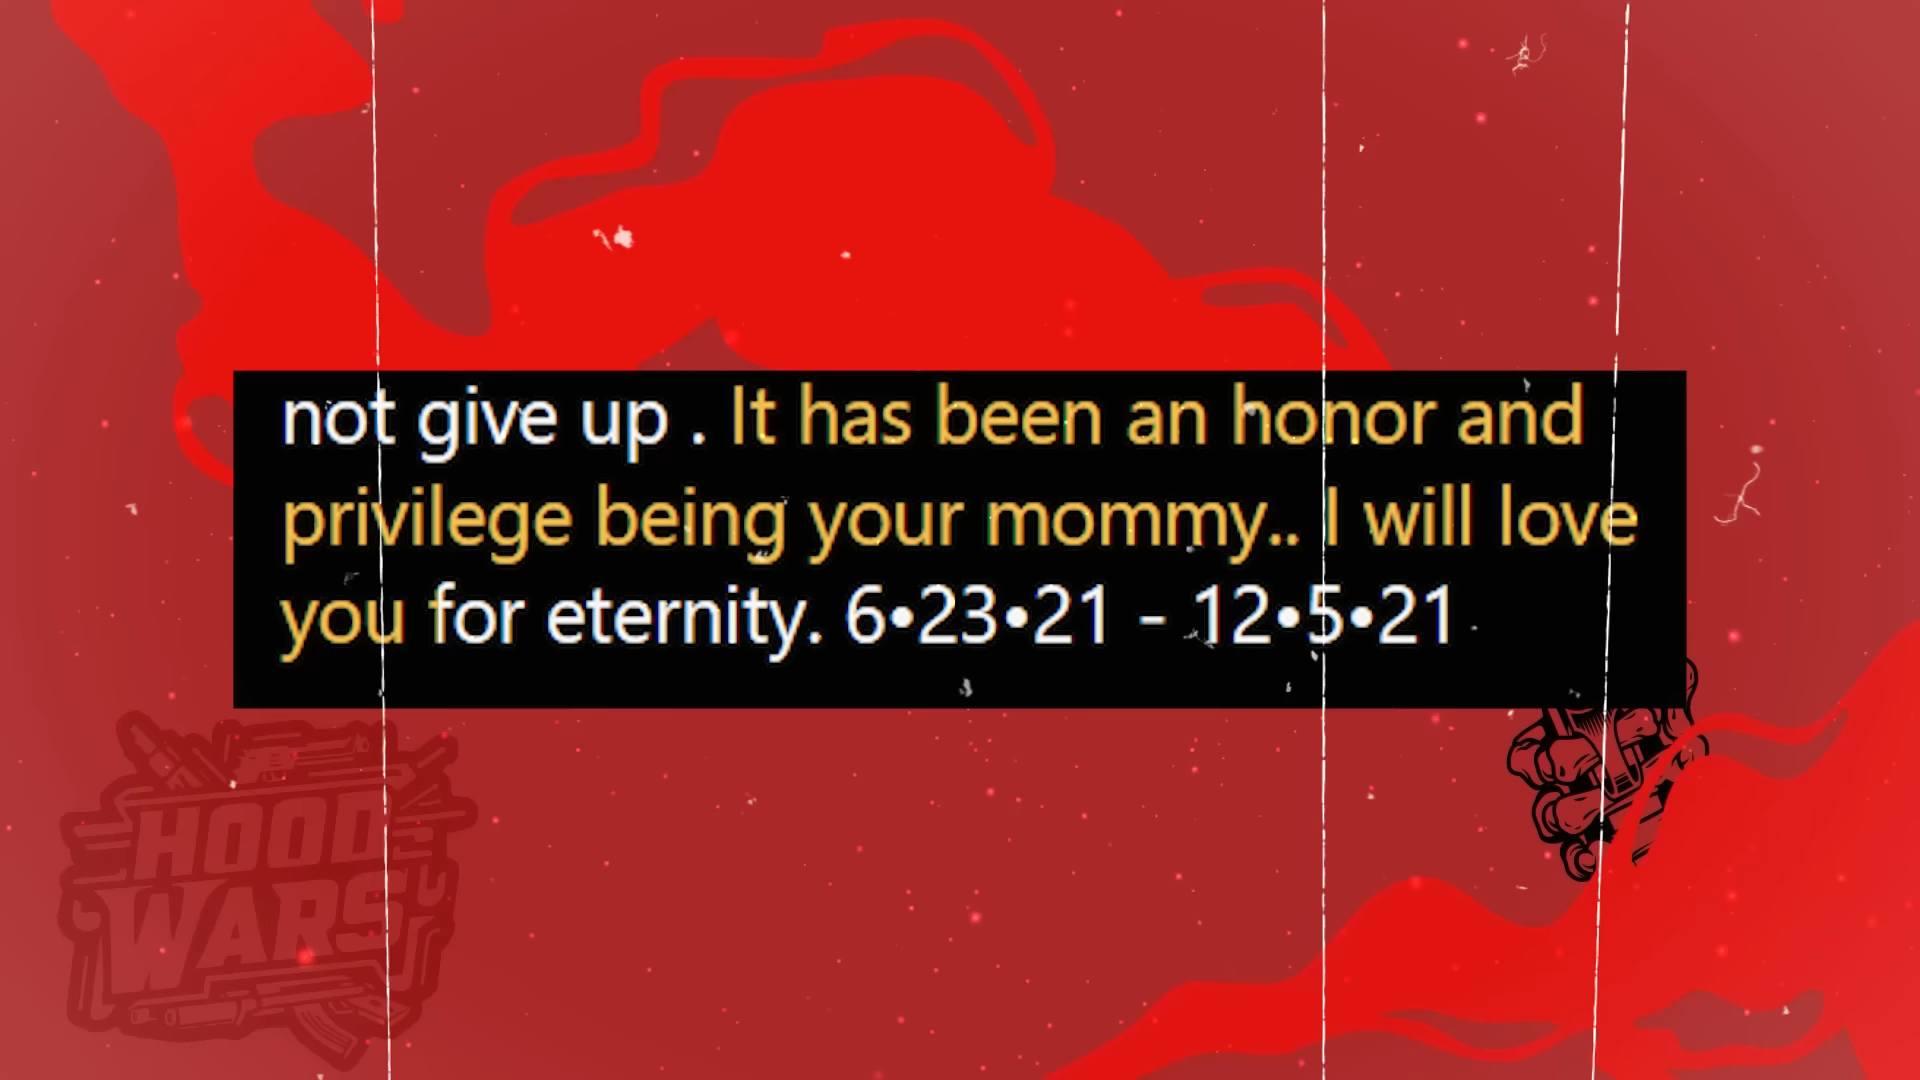 not give up . It has been an honor and
privilege being your mommy.. I will love
you for eternity. 6•23•21 - 12•5•21
HOOD
WARS